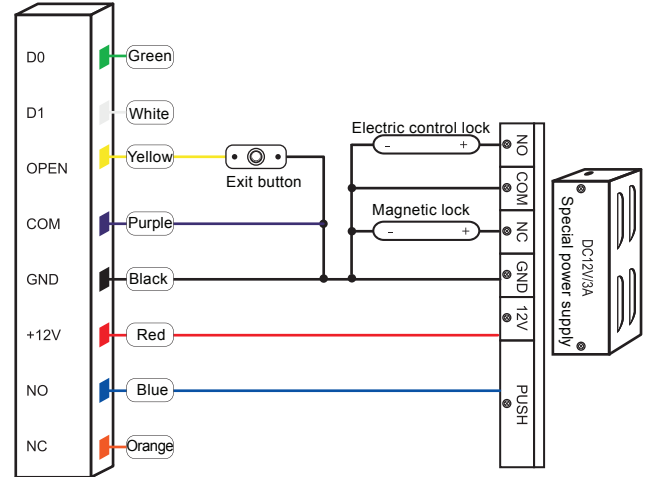 D0
Green
D1
White
OPEN
Yellow
Exit button
COM
Purple
GND
Black
+12V
Red
NO
Blue
NC
Orange
Electric control lock
- +
Magnetic lock
- +
NO
COM
NC
GND
12V
PUSH
DC12V/3A
Special power supply